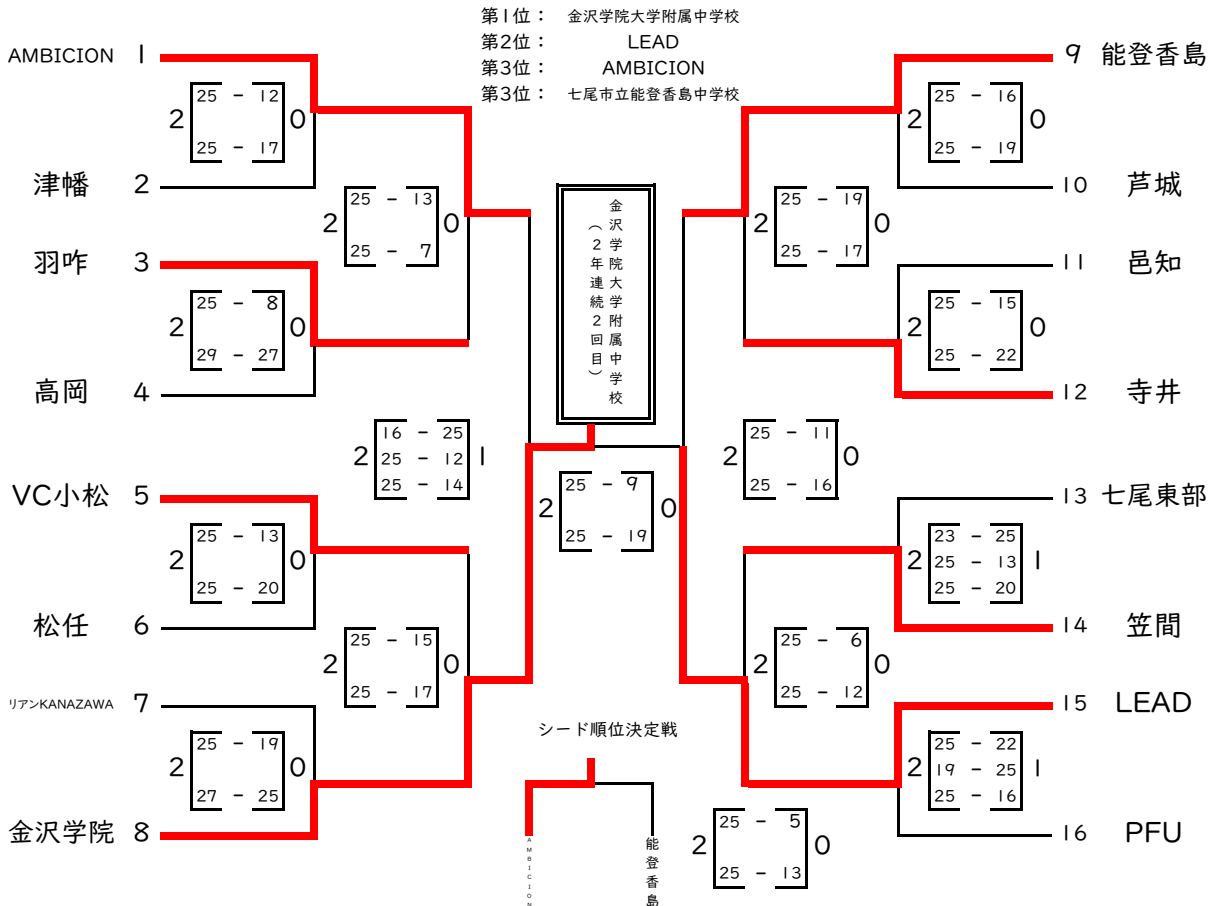 第1位： 金沢学院大学附属中学校
第2位： LEAD
第3位： AMBICION
第3位： 七尾市立能登香島中学校
AMBICION 1
2 25 - 12 0
25 - 17
津幡 2
2 25 - 13 0
25 - 7
羽咋 3
2 25 - 8 0
29 - 27
高岡 4
2 16 - 25 1
25 - 12
25 - 14
VC小松 5
2 25 - 13 0
25 - 20
松任 6
2 25 - 15 0
25 - 17
リアンKANAZAWA 7
2 25 - 19 0
27 - 25
金沢学院 8
金沢学院大学附属中学校
（2年連続2回目）
2 25 - 9 0
25 - 19
9 能登香島
2 25 - 16 0
25 - 19
10 芦城
2 25 - 19 0
25 - 17
11 邑知
2 25 - 15 0
25 - 22
12 寺井
2 25 - 11 0
25 - 16
13 七尾東部
2 23 - 25 1
25 - 13
25 - 20
14 笠間
2 25 - 6 0
25 - 12
15 LEAD
2 25 - 22 1
19 - 25
25 - 16
16 PFU
シード順位決定戦
AMBICION
能登香島
2 25 - 5 0
25 - 13